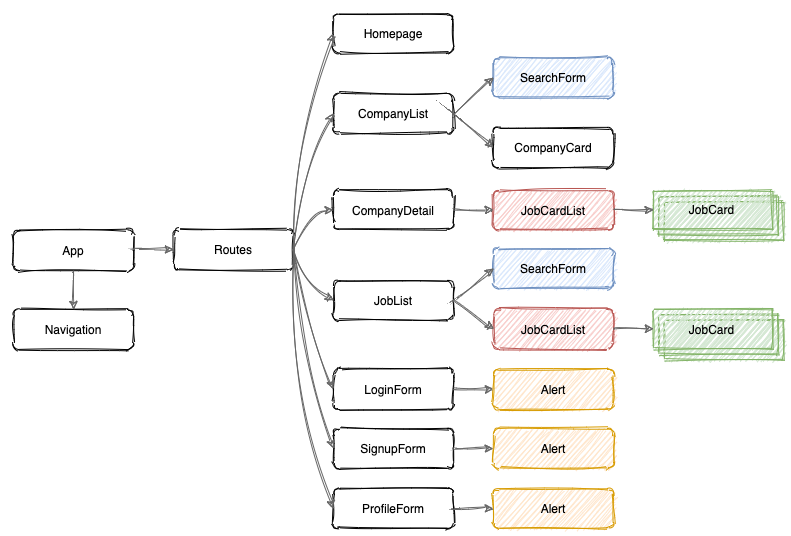 Homepage
SearchForm
CompanyList
CompanyCard
CompanyDetail
JobCardList
JobCard
App
Routes
SearchForm
JobList
Navigation
JobCardList
JobCard
LoginForm
Alert
SignupForm
Alert
ProfileForm
Alert